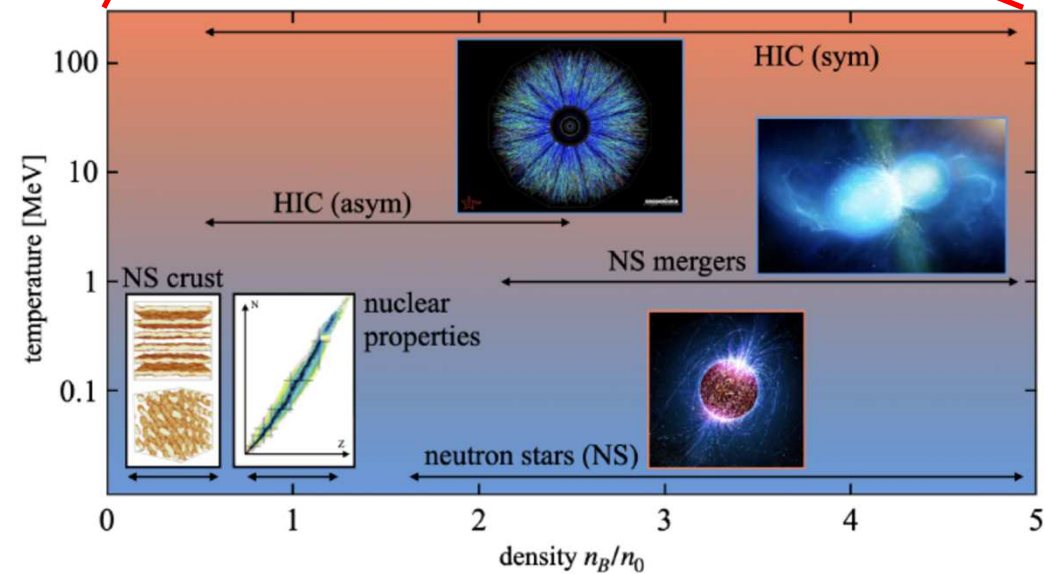 HIC (sym)
100
10
HIC (asym)
NS mergers
1
NS crust
nuclear
properties
N
Z
0.1
neutron stars (NS)
temperature [MeV]
0
1
2
3
4
5
density n_B/n_0